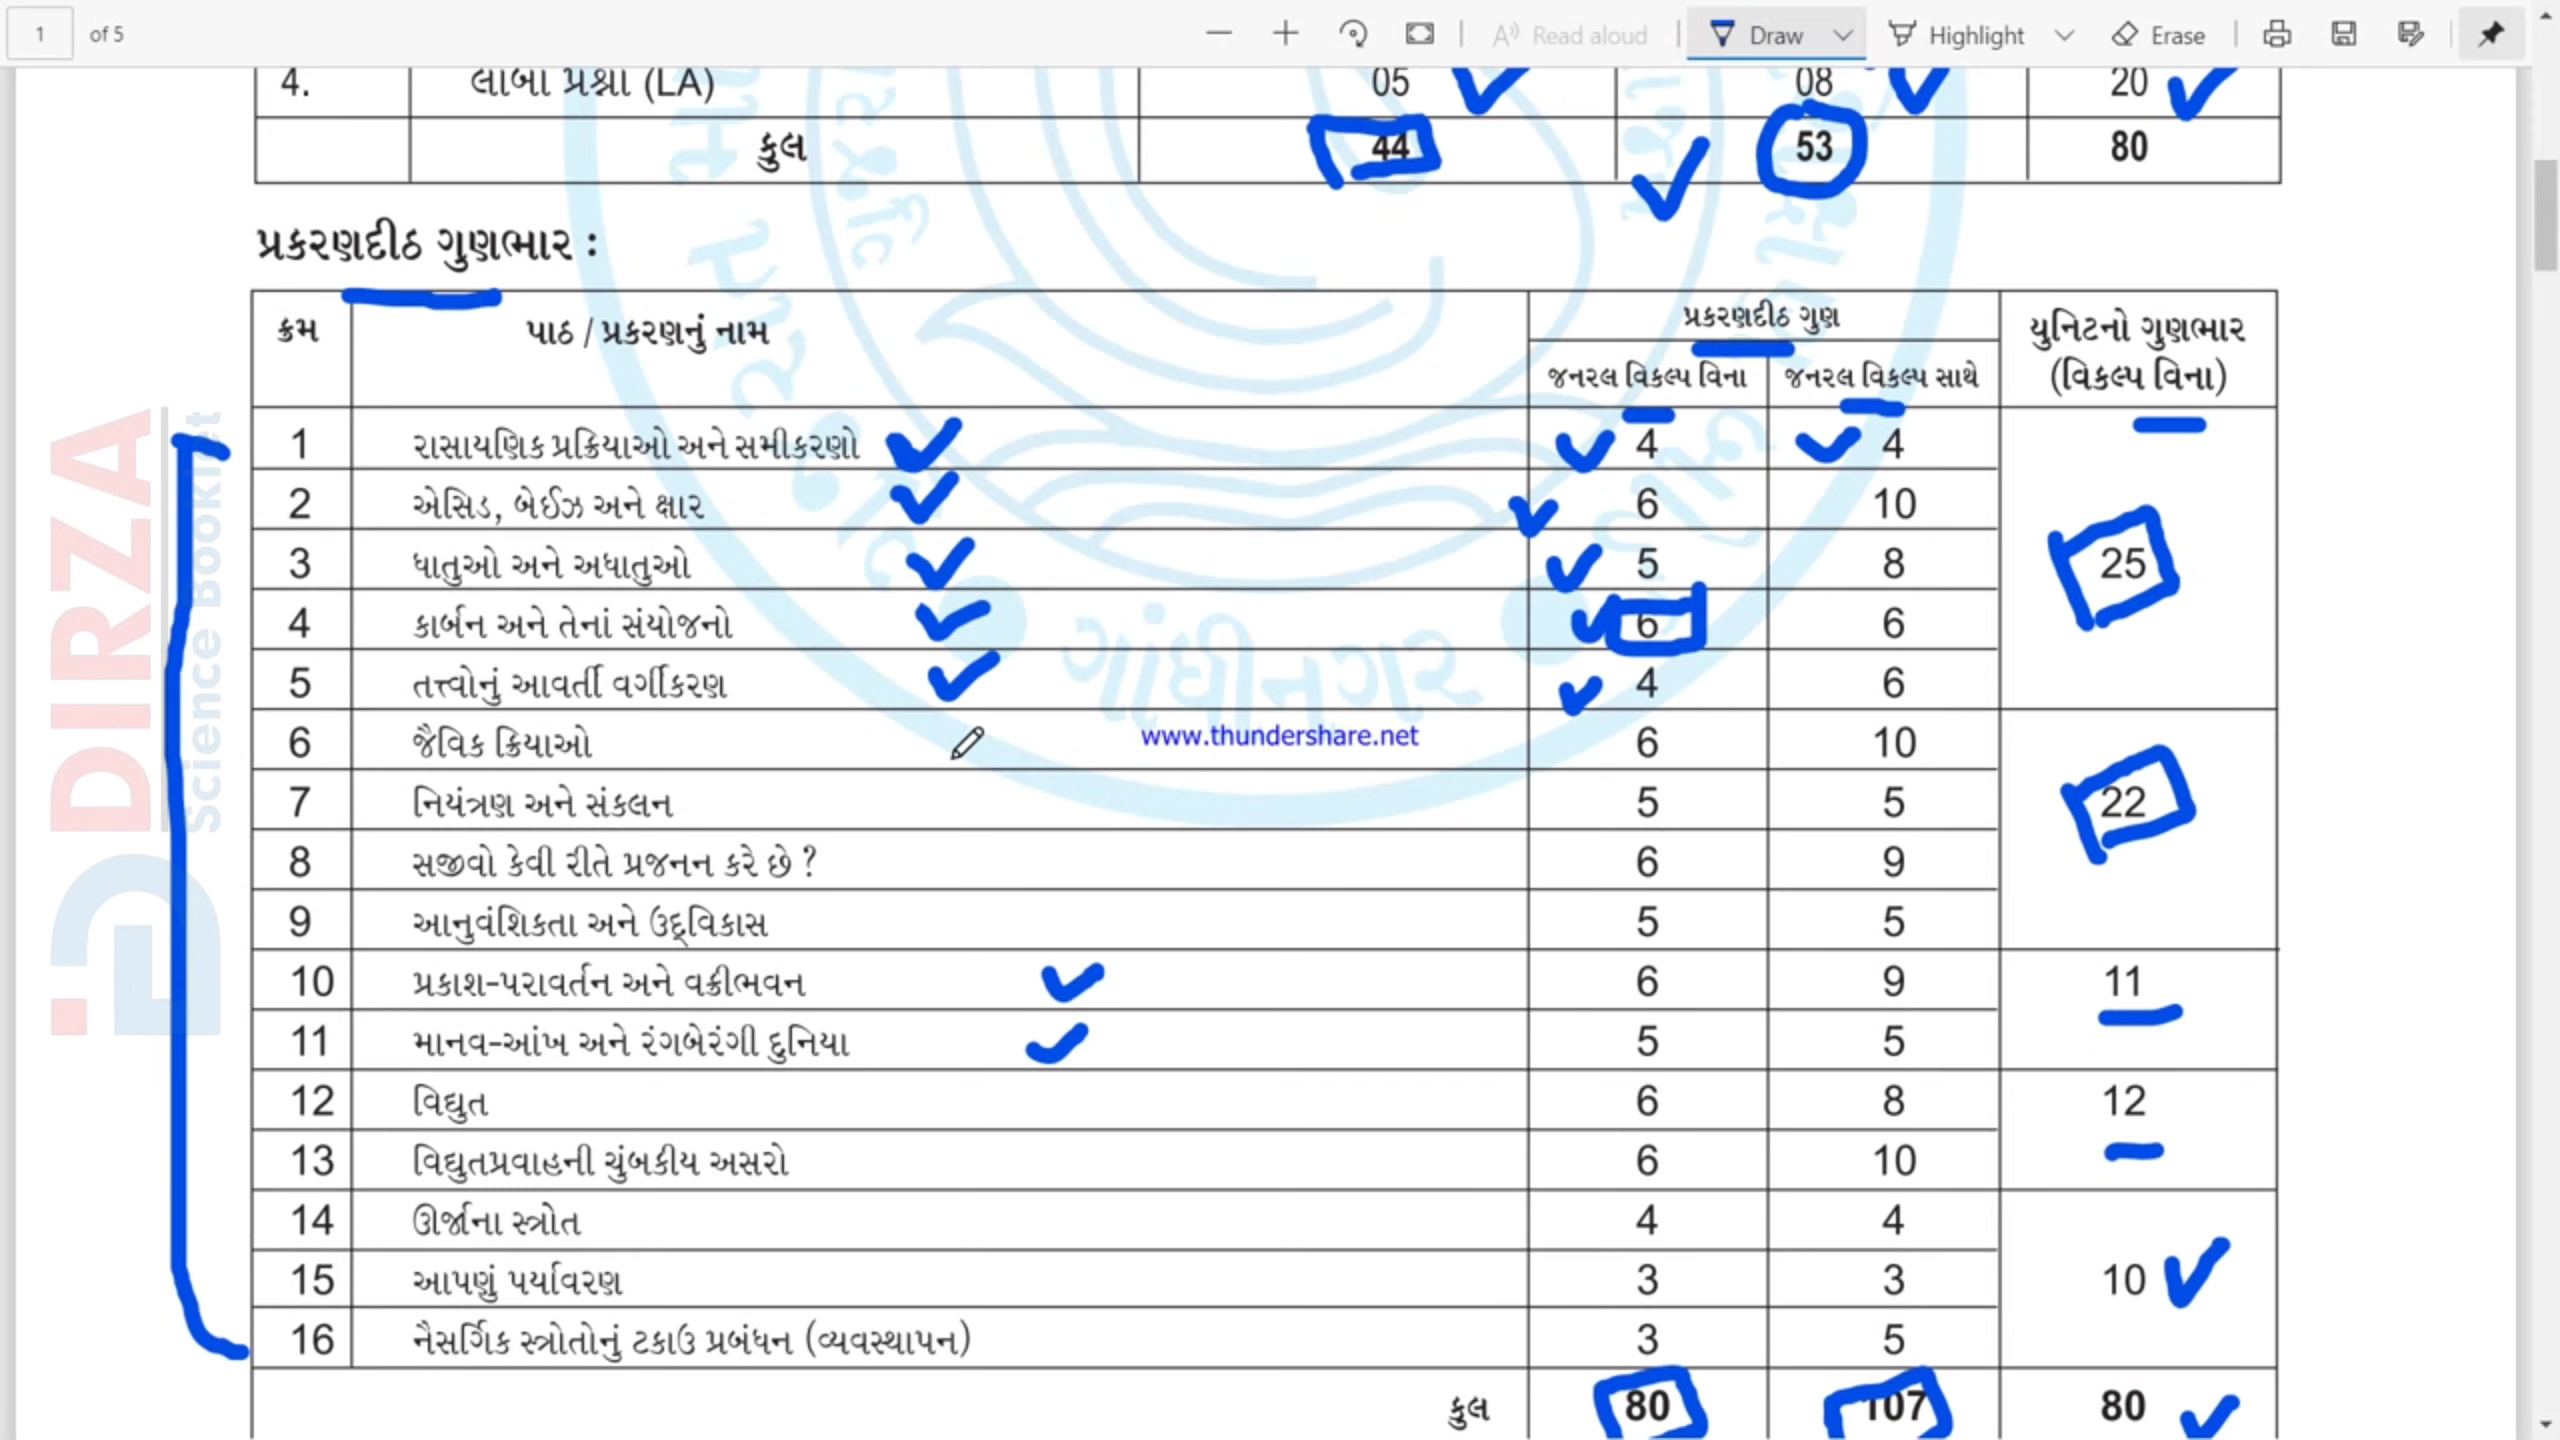 1 of 5 Read aloud Draw Highlight Erase
4. લાંબા પ્રશ્નો (LA) 05 08 20
કુલ 44 53 80
પ્રકરણદીઠ ગુણભાર :
ક્રમ પાઠ / પ્રકરણનું નામ પ્રકરણદીઠ ગુણ યુનિટનો ગુણભાર
જનરલ વિકલ્પ વિના જનરલ વિકલ્પ સાથે (વિકલ્પ વિના)
1 રાસાયણિક પ્રક્રિયાઓ અને સમીકરણો 4 4
2 એસિડ, બેઈઝ અને ક્ષાર 6 10
3 ધાતુઓ અને અધાતુઓ 5 8 25
4 કાર્બન અને તેનાં સંયોજનો 6 6
5 તત્ત્વોનું આવર્તી વર્ગીકરણ 4 6
6 જૈવિક ક્રિયાઓ 6 10
www.thundershare.net
7 નિયંત્રણ અને સંકલન 5 5 22
8 સજીવો કેવી રીતે પ્રજનન કરે છે ? 6 9
9 આનુવંશિકતા અને ઉદ્દ્વિકાસ 5 5
10 પ્રકાશ-પરાવર્તન અને વક્રીભવન 6 9 11
11 માનવ-આંખ અને રંગબેરંગી દુનિયા 5 5
12 વિદ્યુત 6 8 12
13 વિદ્યુતપ્રવાહની ચુંબકીય અસરો 6 10
14 ઊર્જાના સ્ત્રોત 4 4
15 આપણું પર્યાવરણ 3 3 10
16 નૈસર્ગિક સ્ત્રોતોનું ટકાઉ પ્રબંધન (વ્યવસ્થાપન) 3 5
કુલ 80 107 80
DIRZA
Science Booklet
ગાંધીનગર